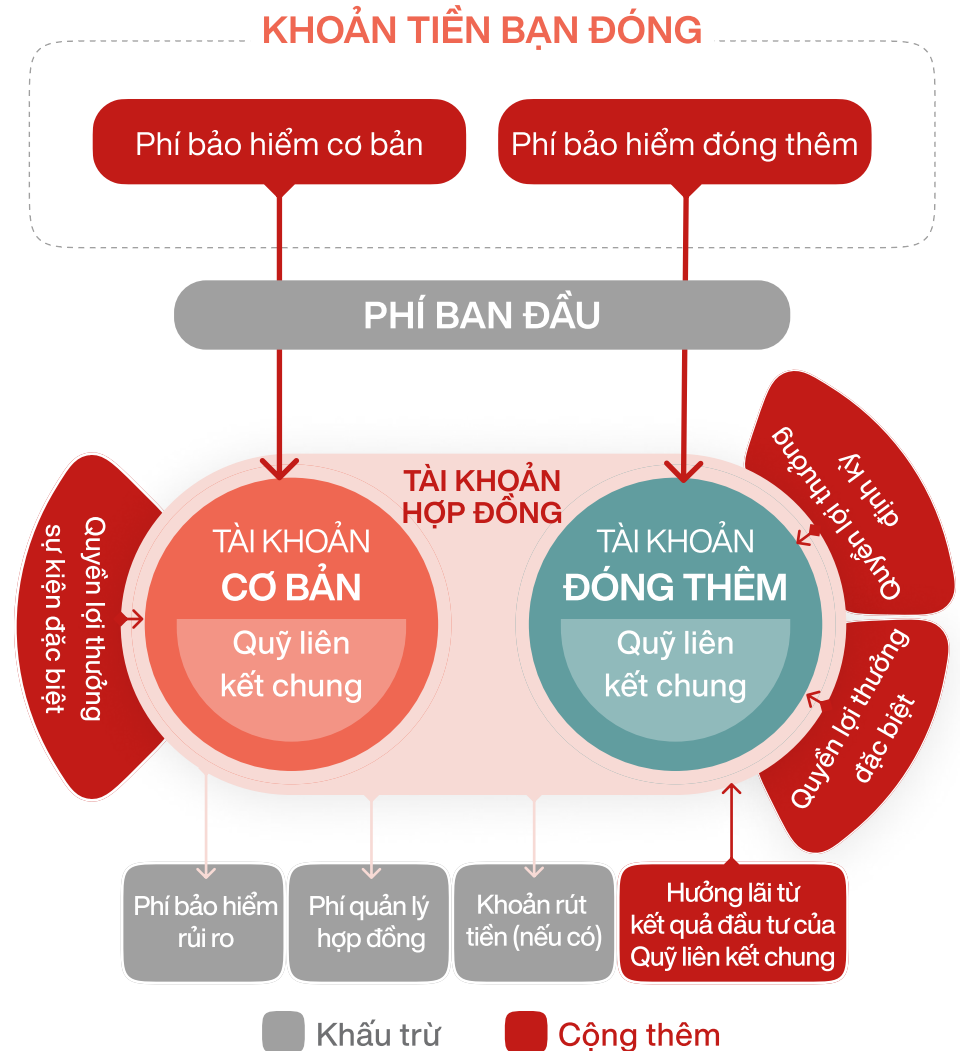 KHOẢN TIỀN BẠN ĐÓNG
Phí bảo hiểm cơ bản
Phí bảo hiểm đóng thêm
PHÍ BAN ĐẦU
TÀI KHOẢN
HỢP ĐỒNG
Quyền lợi thưởng
sự kiện đặc biệt
TÀI KHOẢN
CƠ BẢN
Quỹ liên
kết chung
TÀI KHOẢN
ĐÓNG THÊM
Quỹ liên
kết chung
Quyền lợi thưởng
định kỳ
Quyền lợi thưởng
đặc biệt
Phí bảo hiểm
rủi ro
Phí quản lý
hợp đồng
Khoản rút
tiền (nếu có)
Hưởng lãi từ
kết quả đầu tư của
Quỹ liên kết chung
Khấu trừ
Cộng thêm